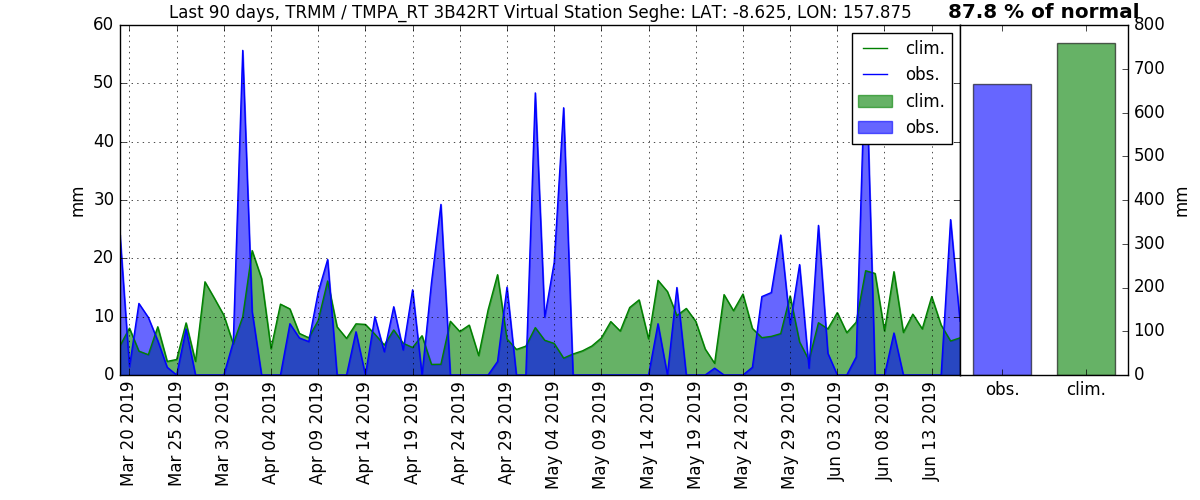 Last 90 days, TRMM / TMPA_RT 3B42RT Virtual Station Seghe: LAT: -8.625, LON: 157.875
87.8 % of normal
mm
60
50
40
30
20
10
0
clim.
obs.
clim.
obs.
Mar 20 2019
Mar 25 2019
Mar 30 2019
Apr 04 2019
Apr 09 2019
Apr 14 2019
Apr 19 2019
Apr 24 2019
Apr 29 2019
May 04 2019
May 09 2019
May 14 2019
May 19 2019
May 24 2019
May 29 2019
Jun 03 2019
Jun 08 2019
Jun 13 2019
obs.
clim.
800
700
600
500
400
300
200
100
0
mm